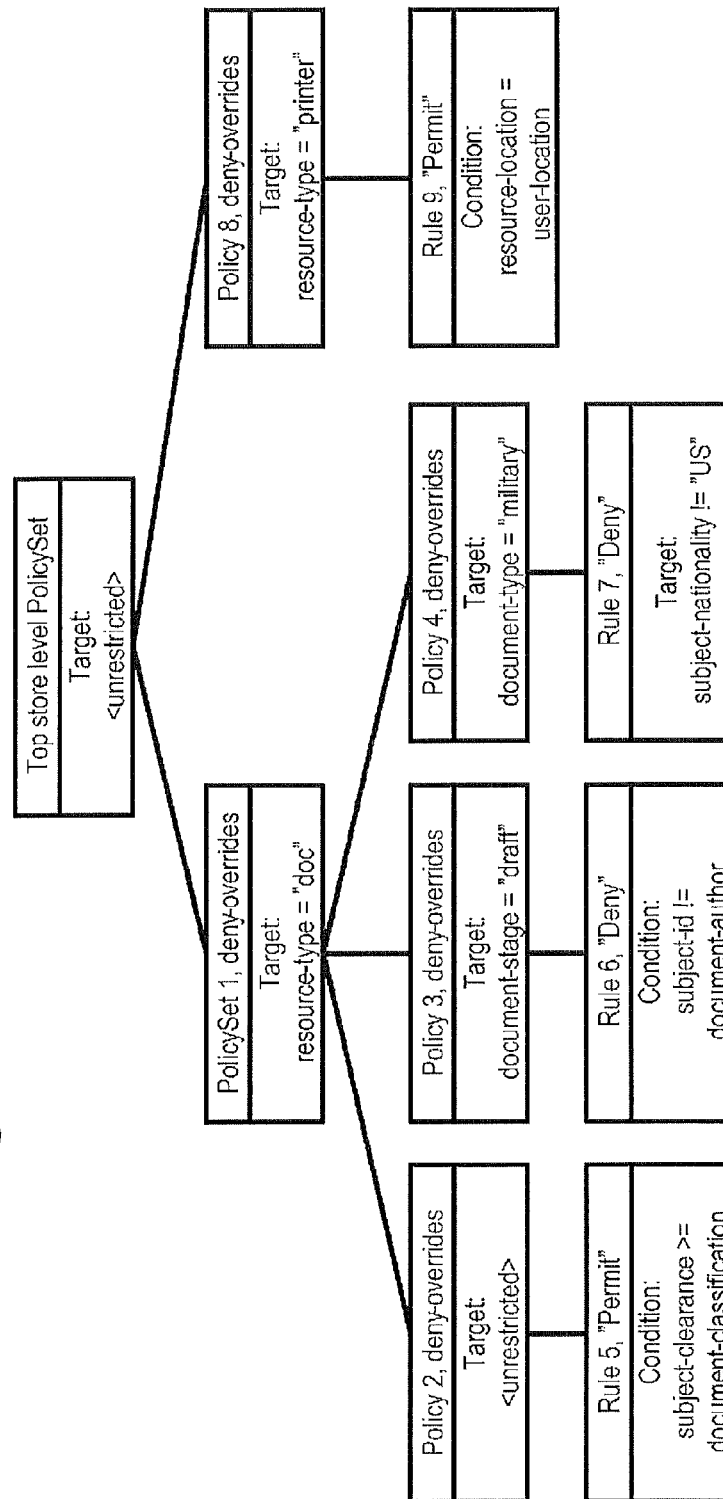 Top store level PolicySet
Target:
<unrestricted>
PolicySet 1, deny-overrides
Target:
resource-type = "doc"
Policy 8, deny-overrides
Target:
resource-type = "printer"
Policy 2, deny-overrides
Target:
<unrestricted>
Policy 3, deny-overrides
Target:
document-stage = "draft"
Policy 4, deny-overrides
Target:
document-type = "military"
Rule 9, "Permit"
Condition:
resource-location =
user-location
Rule 5, "Permit"
Condition:
subject-clearance >=
document-classification
Rule 6, "Deny"
Condition:
subject-id !=
document-author
Rule 7, "Deny"
Target:
subject-nationality != "US"